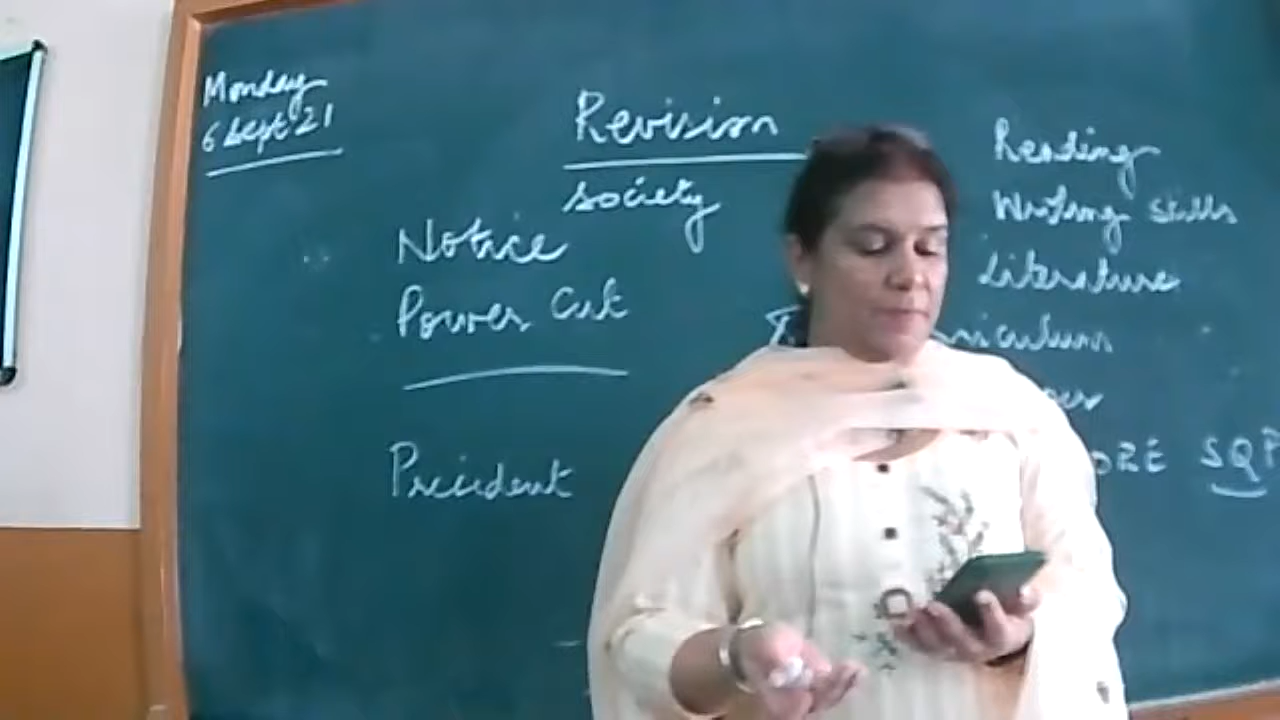 Monday
6 Sept 21
Revision
society
Notice
Power Cut
President
Reading
Writing Skills
Literature
SQP